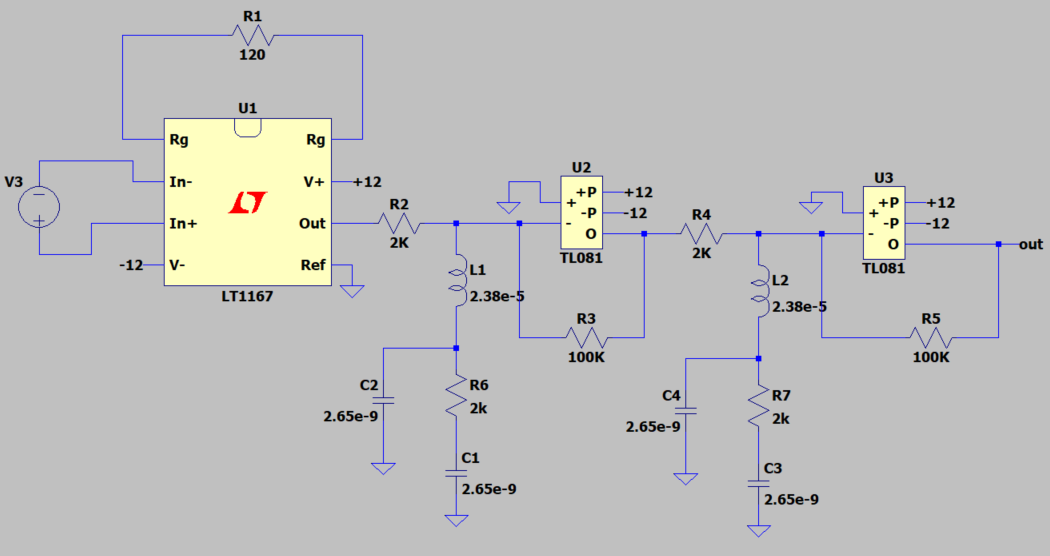 R1
120
U1
Rg
Rg
V3
In-
V+
+12
In+
Out
-12
V-
Ref
LT1167
R2
2K
L1
2.38e-5
U2
+P
+12
+
-P
-12
-
O
TL081
R3
100K
C2
2.65e-9
R6
2k
C1
2.65e-9
R4
2K
L2
2.38e-5
U3
+P
+12
+
-P
-12
-
O
TL081
out
R5
100K
C4
2.65e-9
R7
2k
C3
2.65e-9